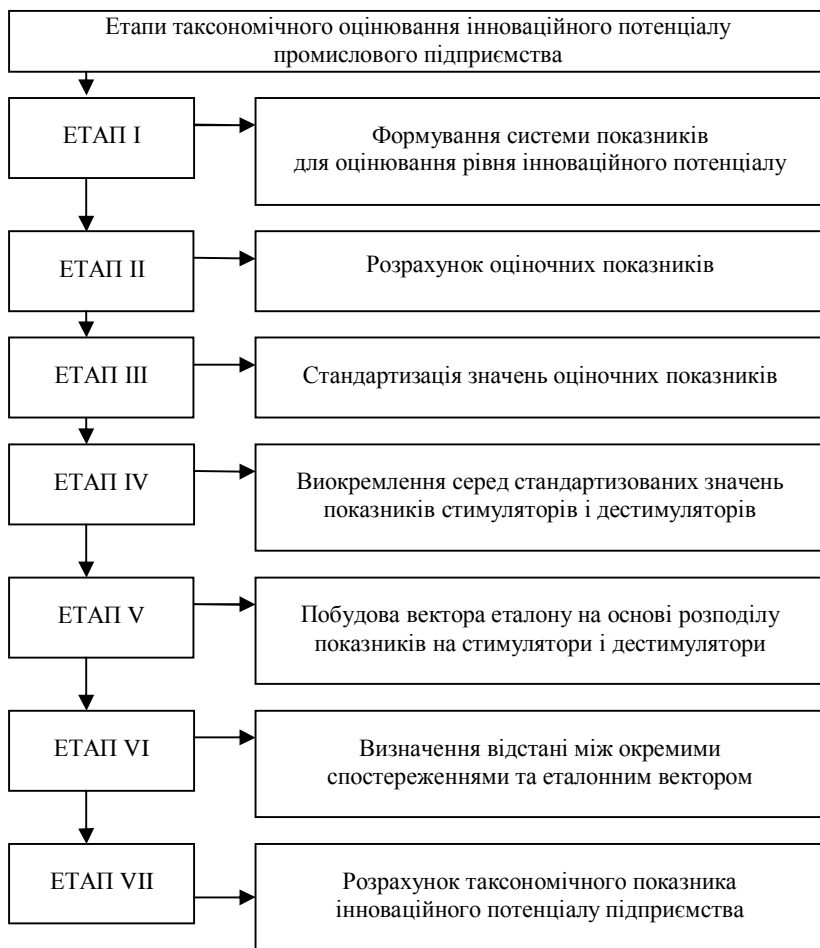 Етапи таксономічного оцінювання інноваційного потенціалу
промислового підприємства
ЕТАП I
Формування системи показників
для оцінювання рівня інноваційного потенціалу
ЕТАП II
Розрахунок оціночних показників
ЕТАП III
Стандартизація значень оціночних показників
ЕТАП IV
Виокремлення серед стандартизованих значень
показників стимуляторів і дестимуляторів
ЕТАП V
Побудова вектора еталону на основі розподілу
показників на стимулятори і дестимулятори
ЕТАП VI
Визначення відстані між окремими
спостереженнями та еталонним вектором
ЕТАП VII
Розрахунок таксономічного показника
інноваційного потенціалу підприємства